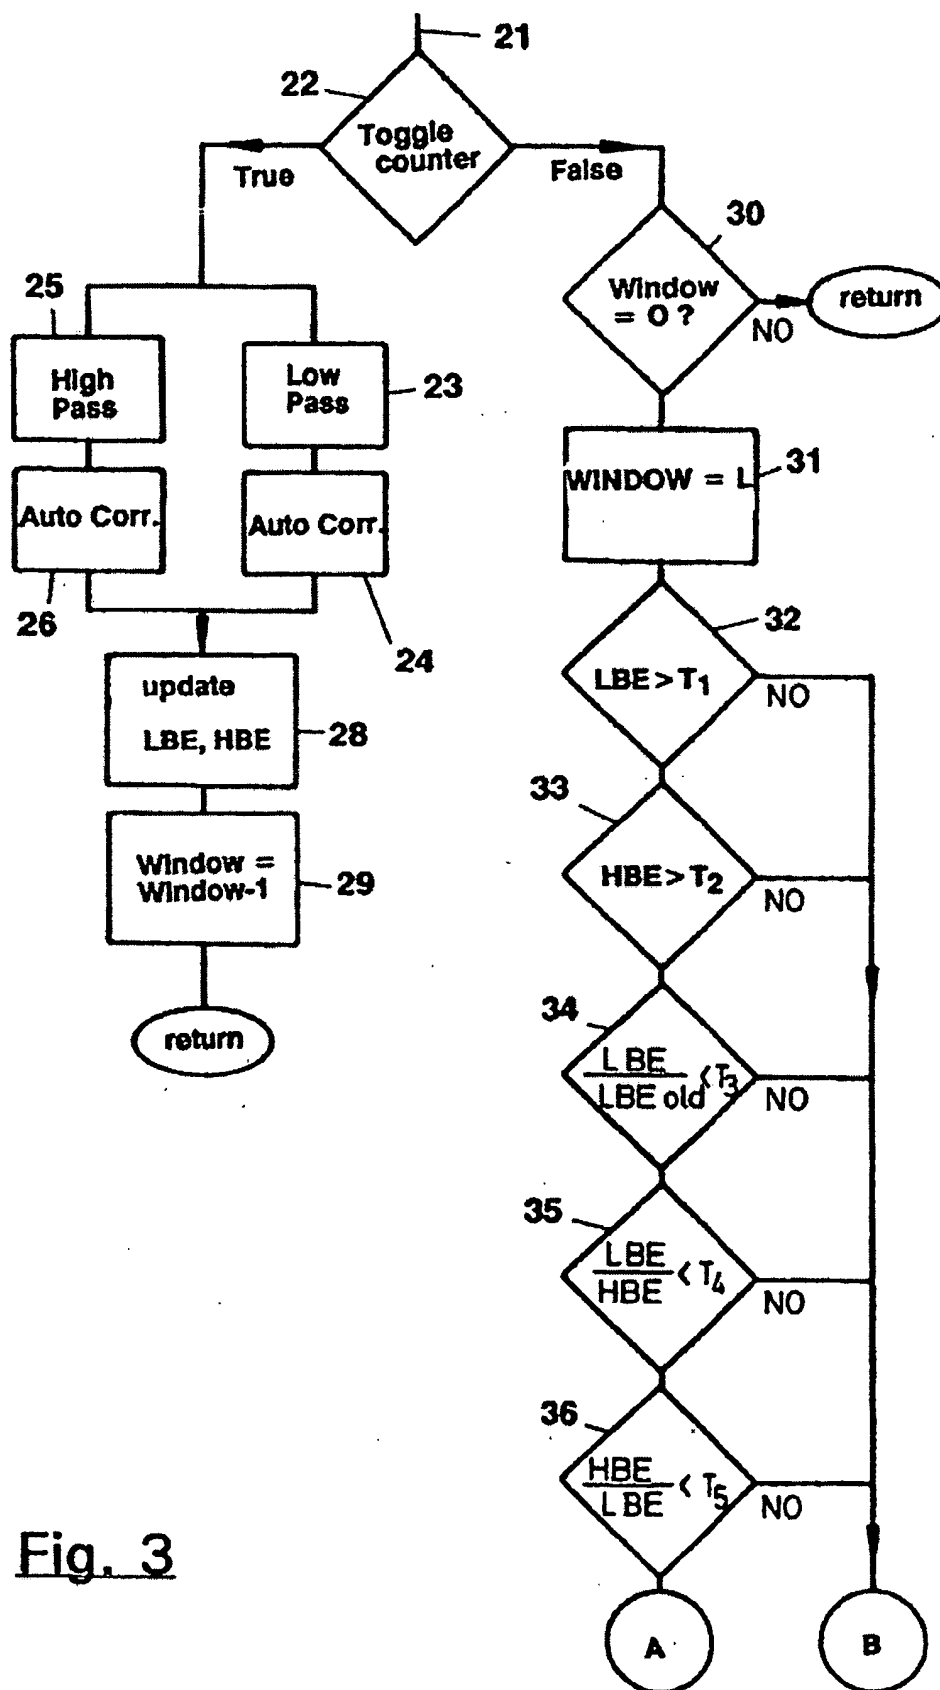 21
22
Toggle
counter
True
False
30
Window
= 0 ?
NO
return
25
High
Pass
Low
Pass
23
Auto Corr.
Auto Corr.
26
24
update
LBE, HBE
28
Window =
Window-1
29
return
WINDOW = L
31
32
LBE > T1
NO
33
HBE > T2
NO
34
LBE
LBE old < T3
NO
35
LBE
HBE < T4
NO
36
HBE
LBE < T5
NO
A
B
Fig. 3